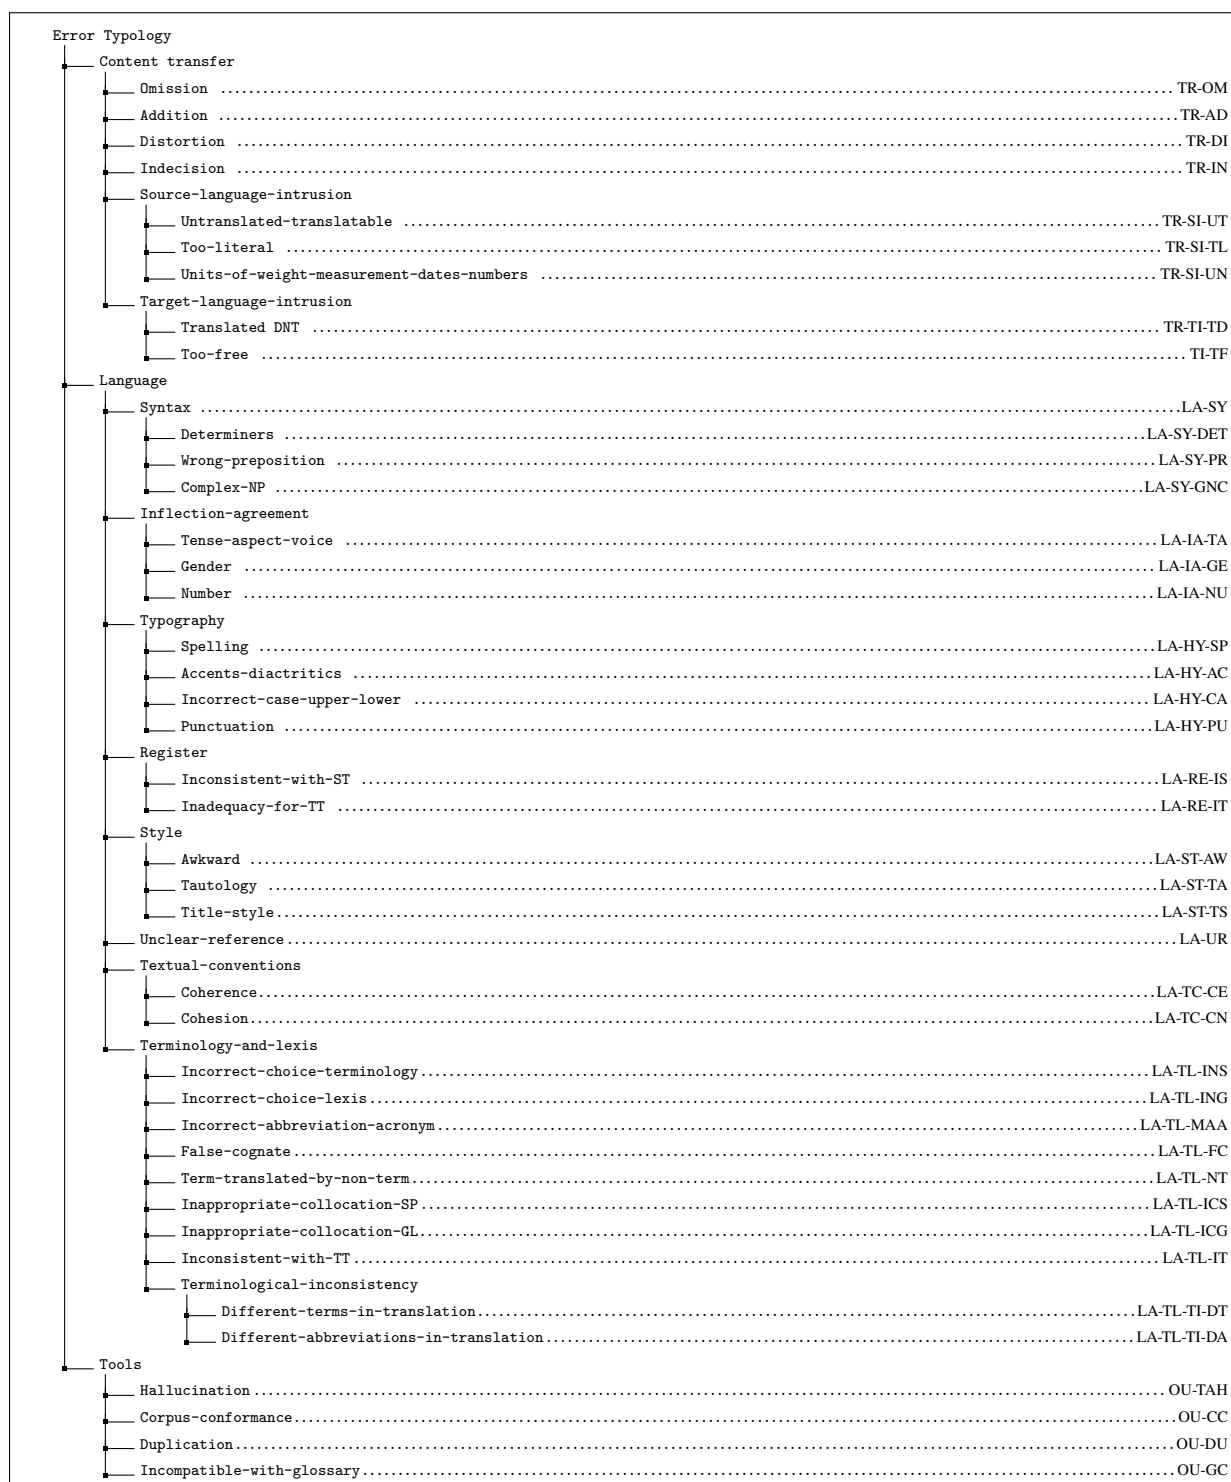 Error Typology
Content transfer
Omission TR-OM
Addition TR-AD
Distortion TR-DI
Indecision TR-IN
Source-language-intrusion
Untranslated-translatable TR-SI-UT
Too-literal TR-SI-TL
Units-of-weight-measurement-dates-numbers TR-SI-UN
Target-language-intrusion
Translated DNT TR-TI-TD
Too-free TI-TF
Language
Syntax LA-SY
Determiners LA-SY-DET
Wrong-preposition LA-SY-PR
Complex-NP LA-SY-GNC
Inflection-agreement
Tense-aspect-voice LA-IA-TA
Gender LA-IA-GE
Number LA-IA-NU
Typography
Spelling LA-HY-SP
Accents-diactritics LA-HY-AC
Incorrect-case-upper-lower LA-HY-CA
Punctuation LA-HY-PU
Register
Inconsistent-with-ST LA-RE-IS
Inadequacy-for-TT LA-RE-IT
Style
Awkward LA-ST-AW
Tautology LA-ST-TA
Title-style LA-ST-TS
Unclear-reference LA-UR
Textual-conventions
Coherence LA-TC-CE
Cohesion LA-TC-CN
Terminology-and-lexis
Incorrect-choice-terminology LA-TL-INS
Incorrect-choice-lexis LA-TL-ING
Incorrect-abbreviation-acronym LA-TL-MAA
False-cognate LA-TL-FC
Term-translated-by-non-term LA-TL-NT
Inappropriate-collocation-SP LA-TL-ICS
Inappropriate-collocation-GL LA-TL-ICG
Inconsistent-with-TT LA-TL-IT
Terminological-inconsistency
Different-terms-in-translation LA-TL-TI-DT
Different-abbreviations-in-translation LA-TL-TI-DA
Tools
Hallucination OU-TAH
Corpus-conformance OU-CC
Duplication OU-DU
Incompatible-with-glossary OU-GC